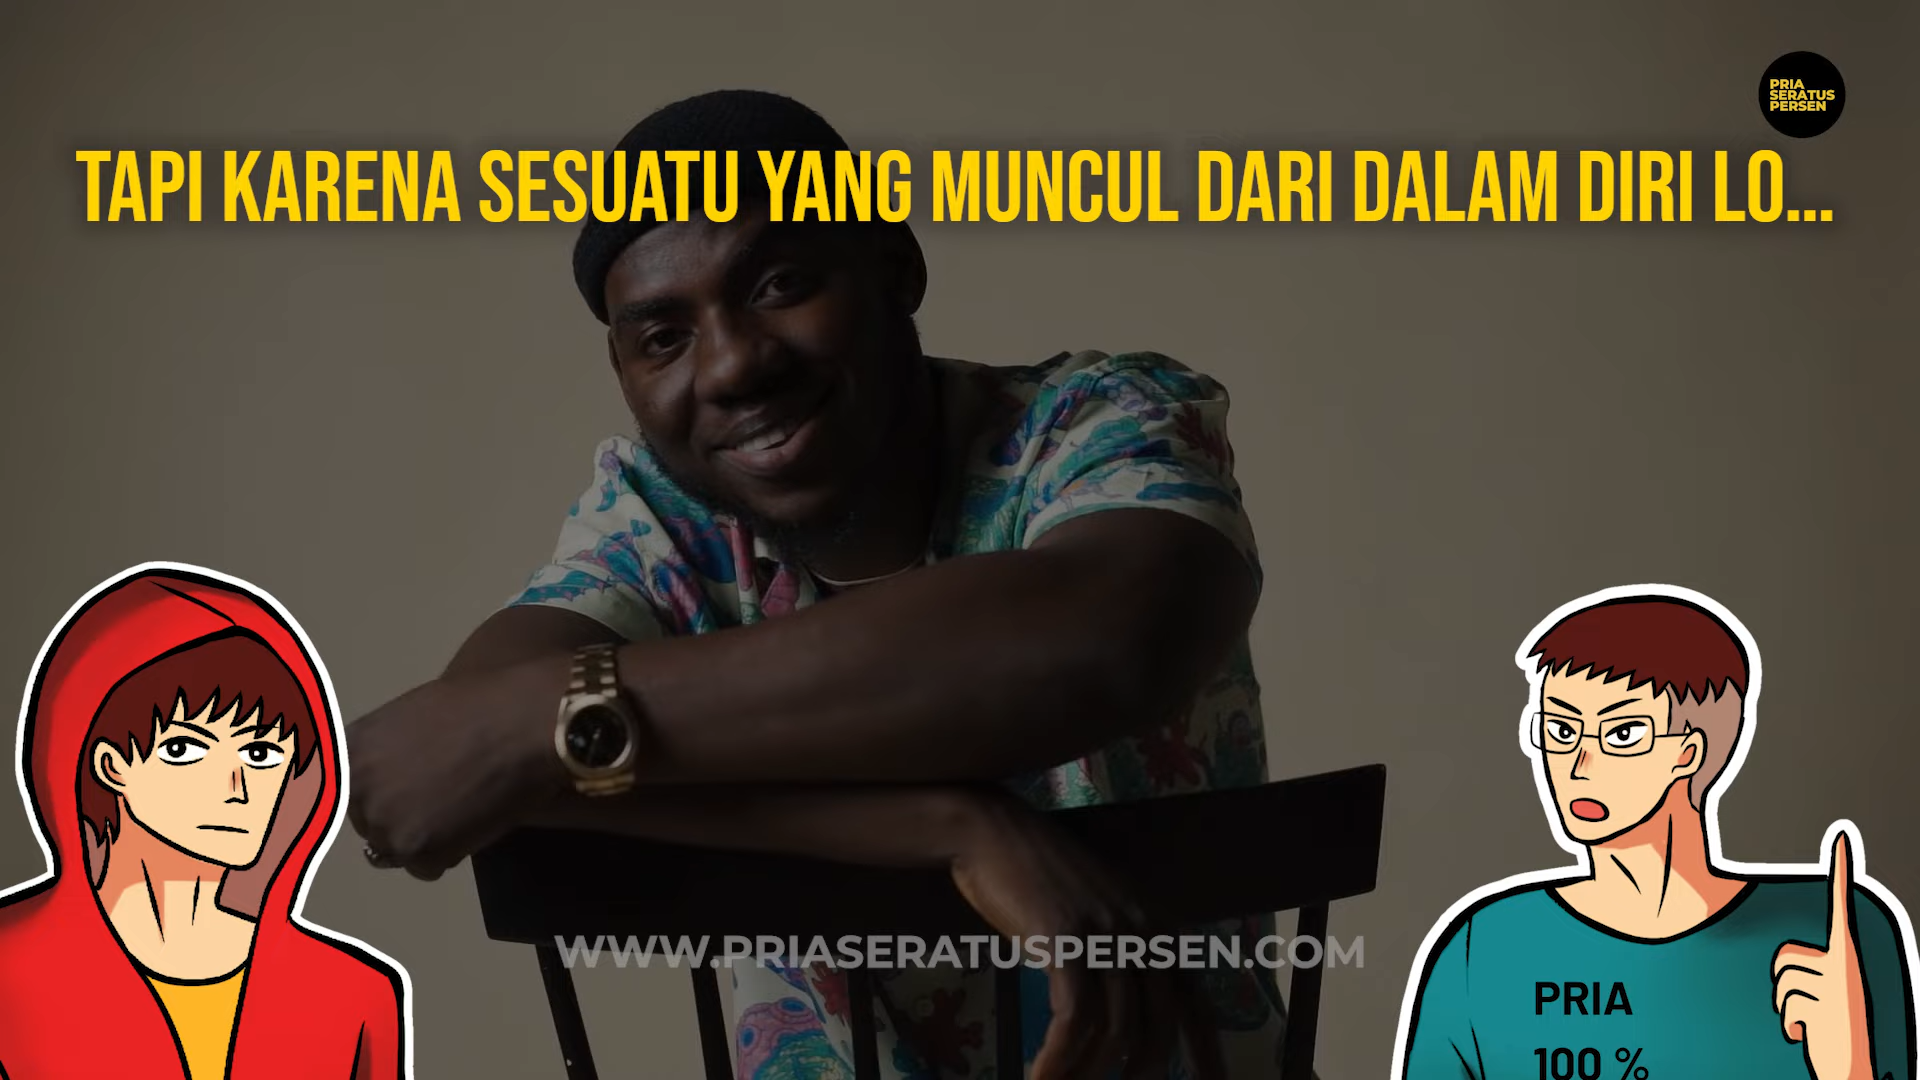 PRIA
SERATUS
PERSEN
TAPI KARENA SESUATU YANG MUNCUL DARI DALAM DIRI LO...
WWW.PRIASERATUSPERSEN.COM
PRIA
100 %